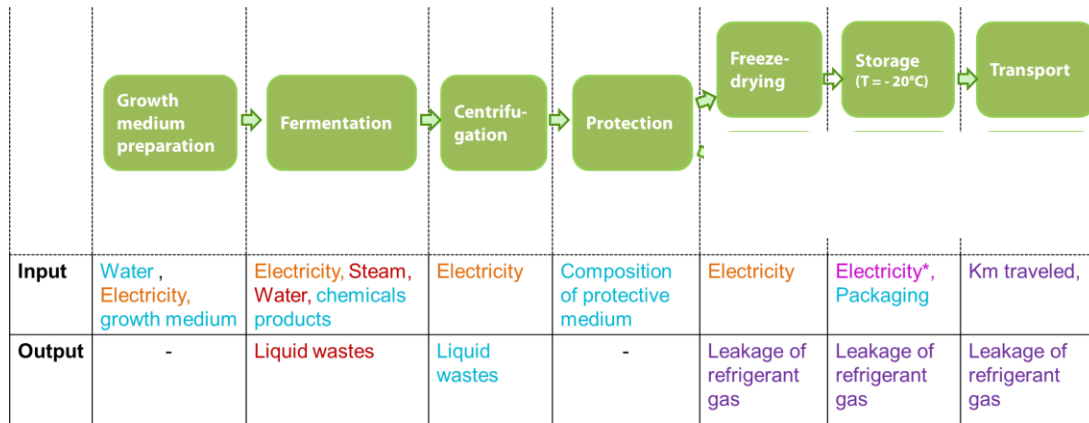 Growth
medium
preparation
Fermentation
Centrifu-
gation
Protection
Freeze-
drying
Storage
(T = - 20°C)
Transport
Input
Water ,
Electricity,
growth medium
Electricity, Steam,
Water, chemicals
products
Electricity
Composition
of protective
medium
Electricity
Electricity*,
Packaging
Km traveled,
Output
-
Liquid wastes
Liquid
wastes
-
Leakage of
refrigerant
gas
Leakage of
refrigerant
gas
Leakage of
refrigerant
gas